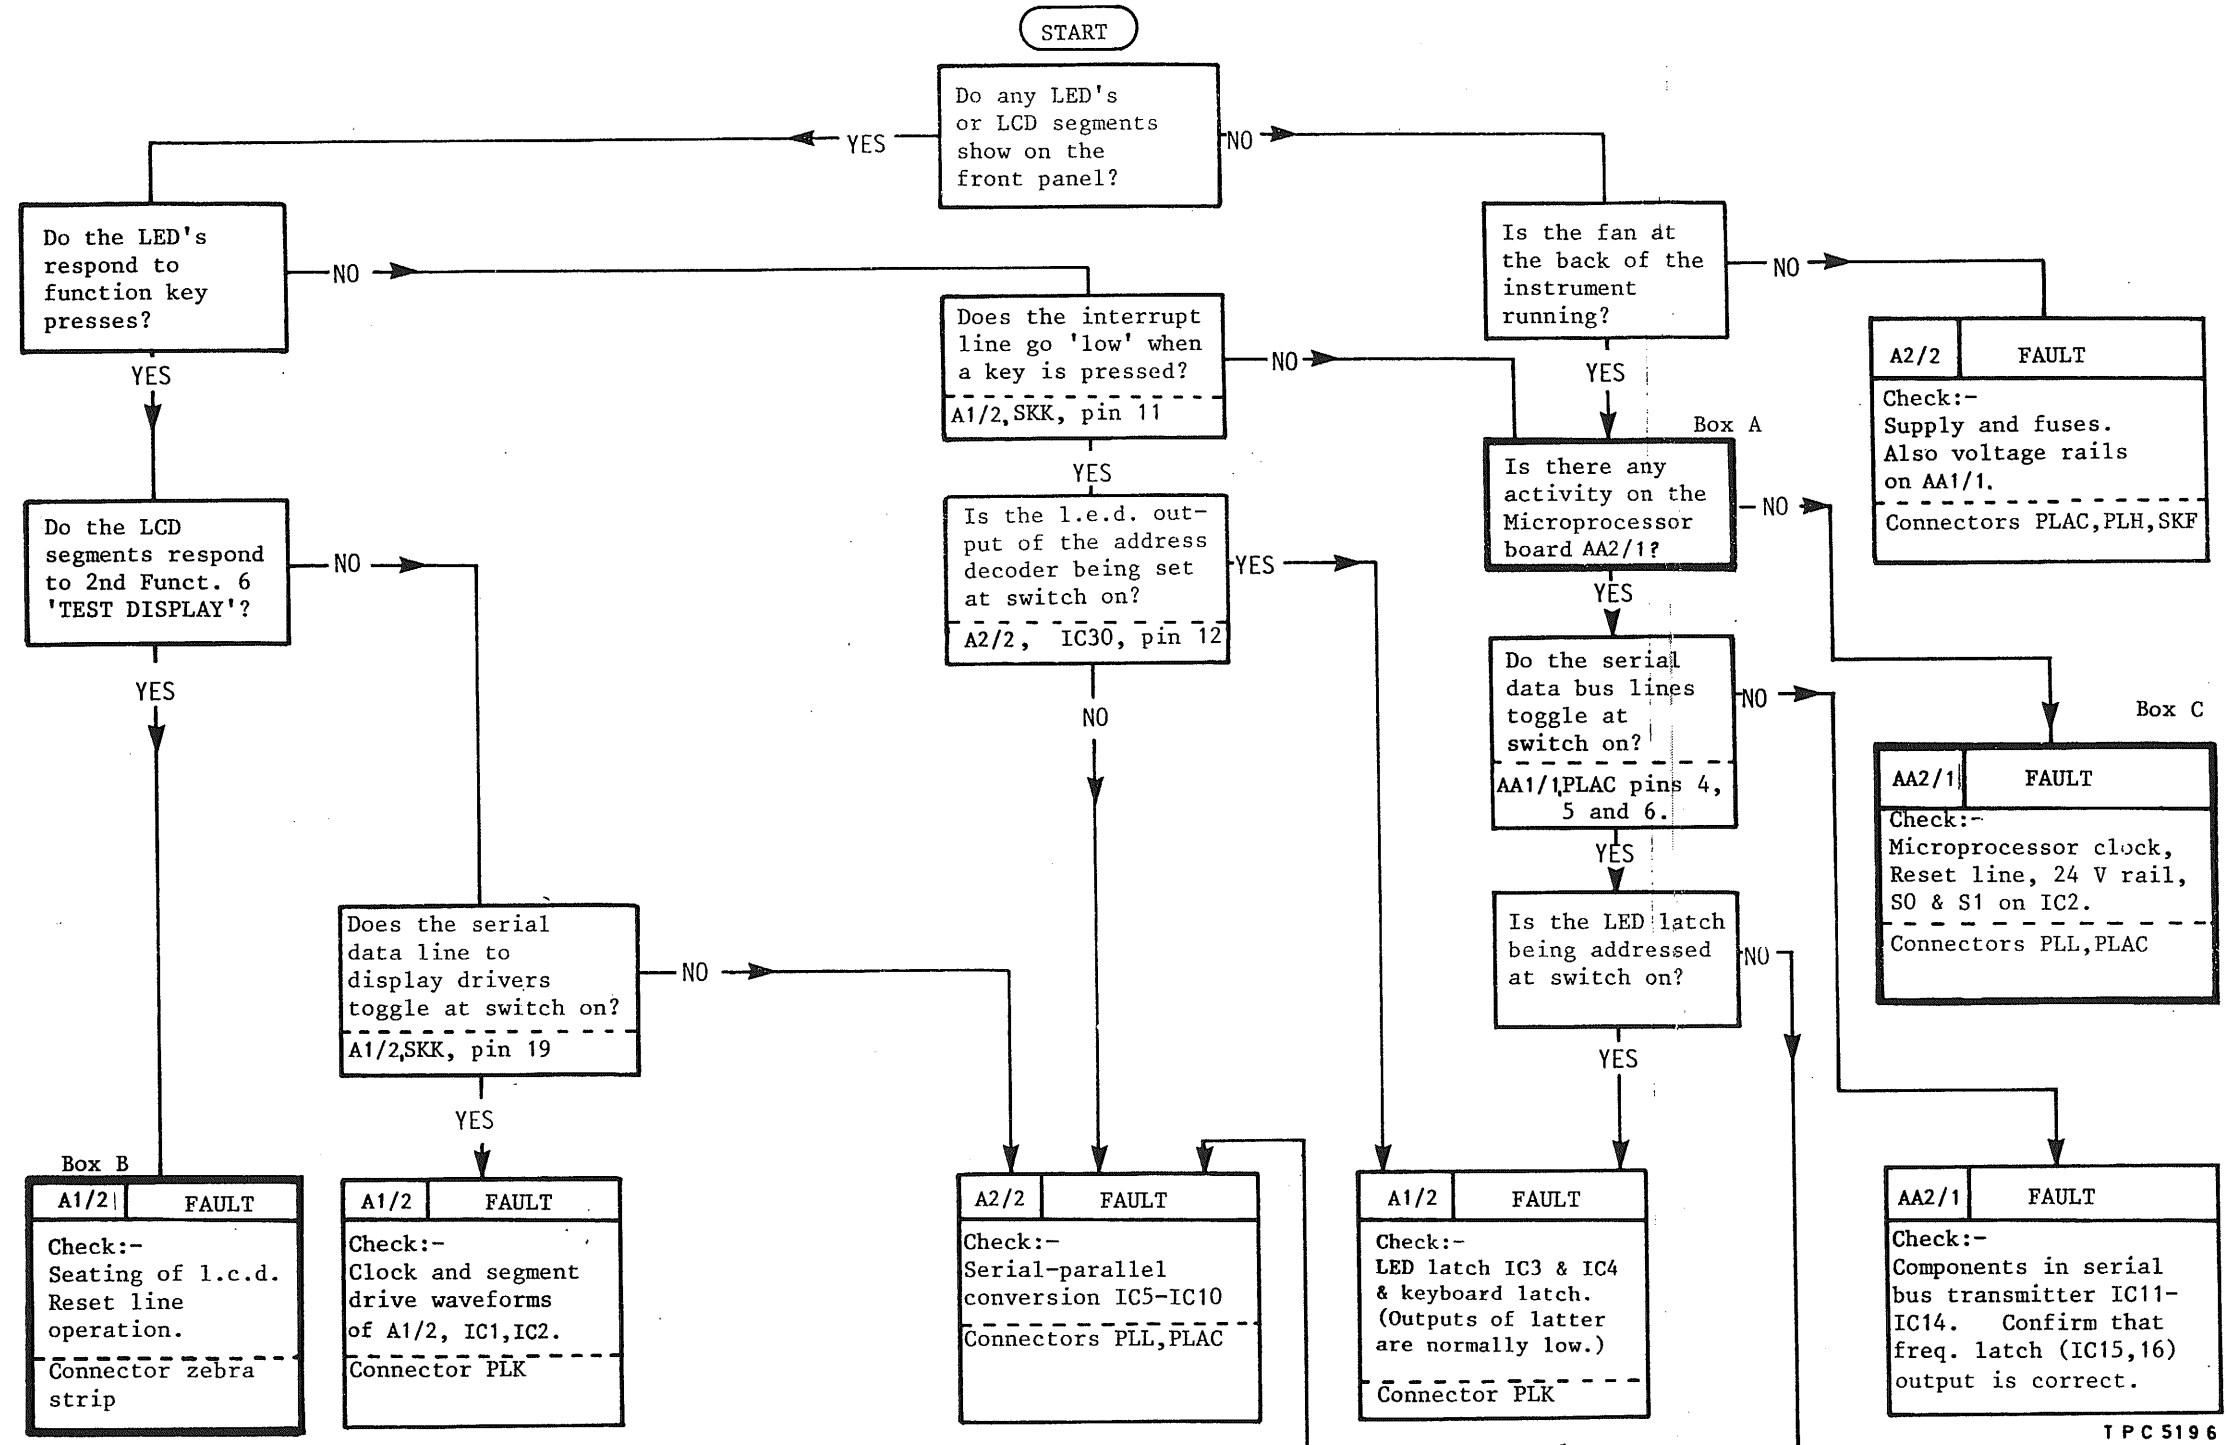 START
Do any LED's
or LCD segments
show on the
front panel?
YES
NO
Do the LED's
respond to
function key
presses?
NO
YES
Is the fan at
the back of the
instrument
running?
NO
YES
Does the interrupt
line go 'low' when
a key is pressed?
A1/2, SKK, pin 11
NO
YES
A2/2 FAULT
Check:-
Supply and fuses.
Also voltage rails
on AA1/1.
Connectors PLAC,PLH,SKF
Box A
Is there any
activity on the
Microprocessor
board AA2/1?
NO
YES
Do the LCD
segments respond
to 2nd Funct. 6
'TEST DISPLAY'?
NO
YES
Is the l.e.d. out-
put of the address
decoder being set
at switch on?
A2/2, IC30, pin 12
YES
NO
Do the serial
data bus lines
toggle at
switch on?
AA1/1,PLAC pins 4,
5 and 6.
NO
YES
Box C
AA2/1 FAULT
Check:-
Microprocessor clock,
Reset line, 24 V rail,
S0 & S1 on IC2.
Connectors PLL,PLAC
Does the serial
data line to
display drivers
toggle at switch on?
A1/2,SKK, pin 19
NO
YES
Is the LED latch
being addressed
at switch on?
NO
YES
Box B
A1/2 FAULT
Check:-
Seating of l.c.d.
Reset line
operation.
Connector zebra
strip
A1/2 FAULT
Check:-
Clock and segment
drive waveforms
of A1/2, IC1,IC2.
Connector PLK
A2/2 FAULT
Check:-
Serial-parallel
conversion IC5-IC10
Connectors PLL,PLAC
A1/2 FAULT
Check:-
LED latch IC3 & IC4
& keyboard latch.
(Outputs of latter
are normally low.)
Connector PLK
AA2/1 FAULT
Check:-
Components in serial
bus transmitter IC11-
IC14. Confirm that
freq. latch (IC15,16)
output is correct.
TPC5196